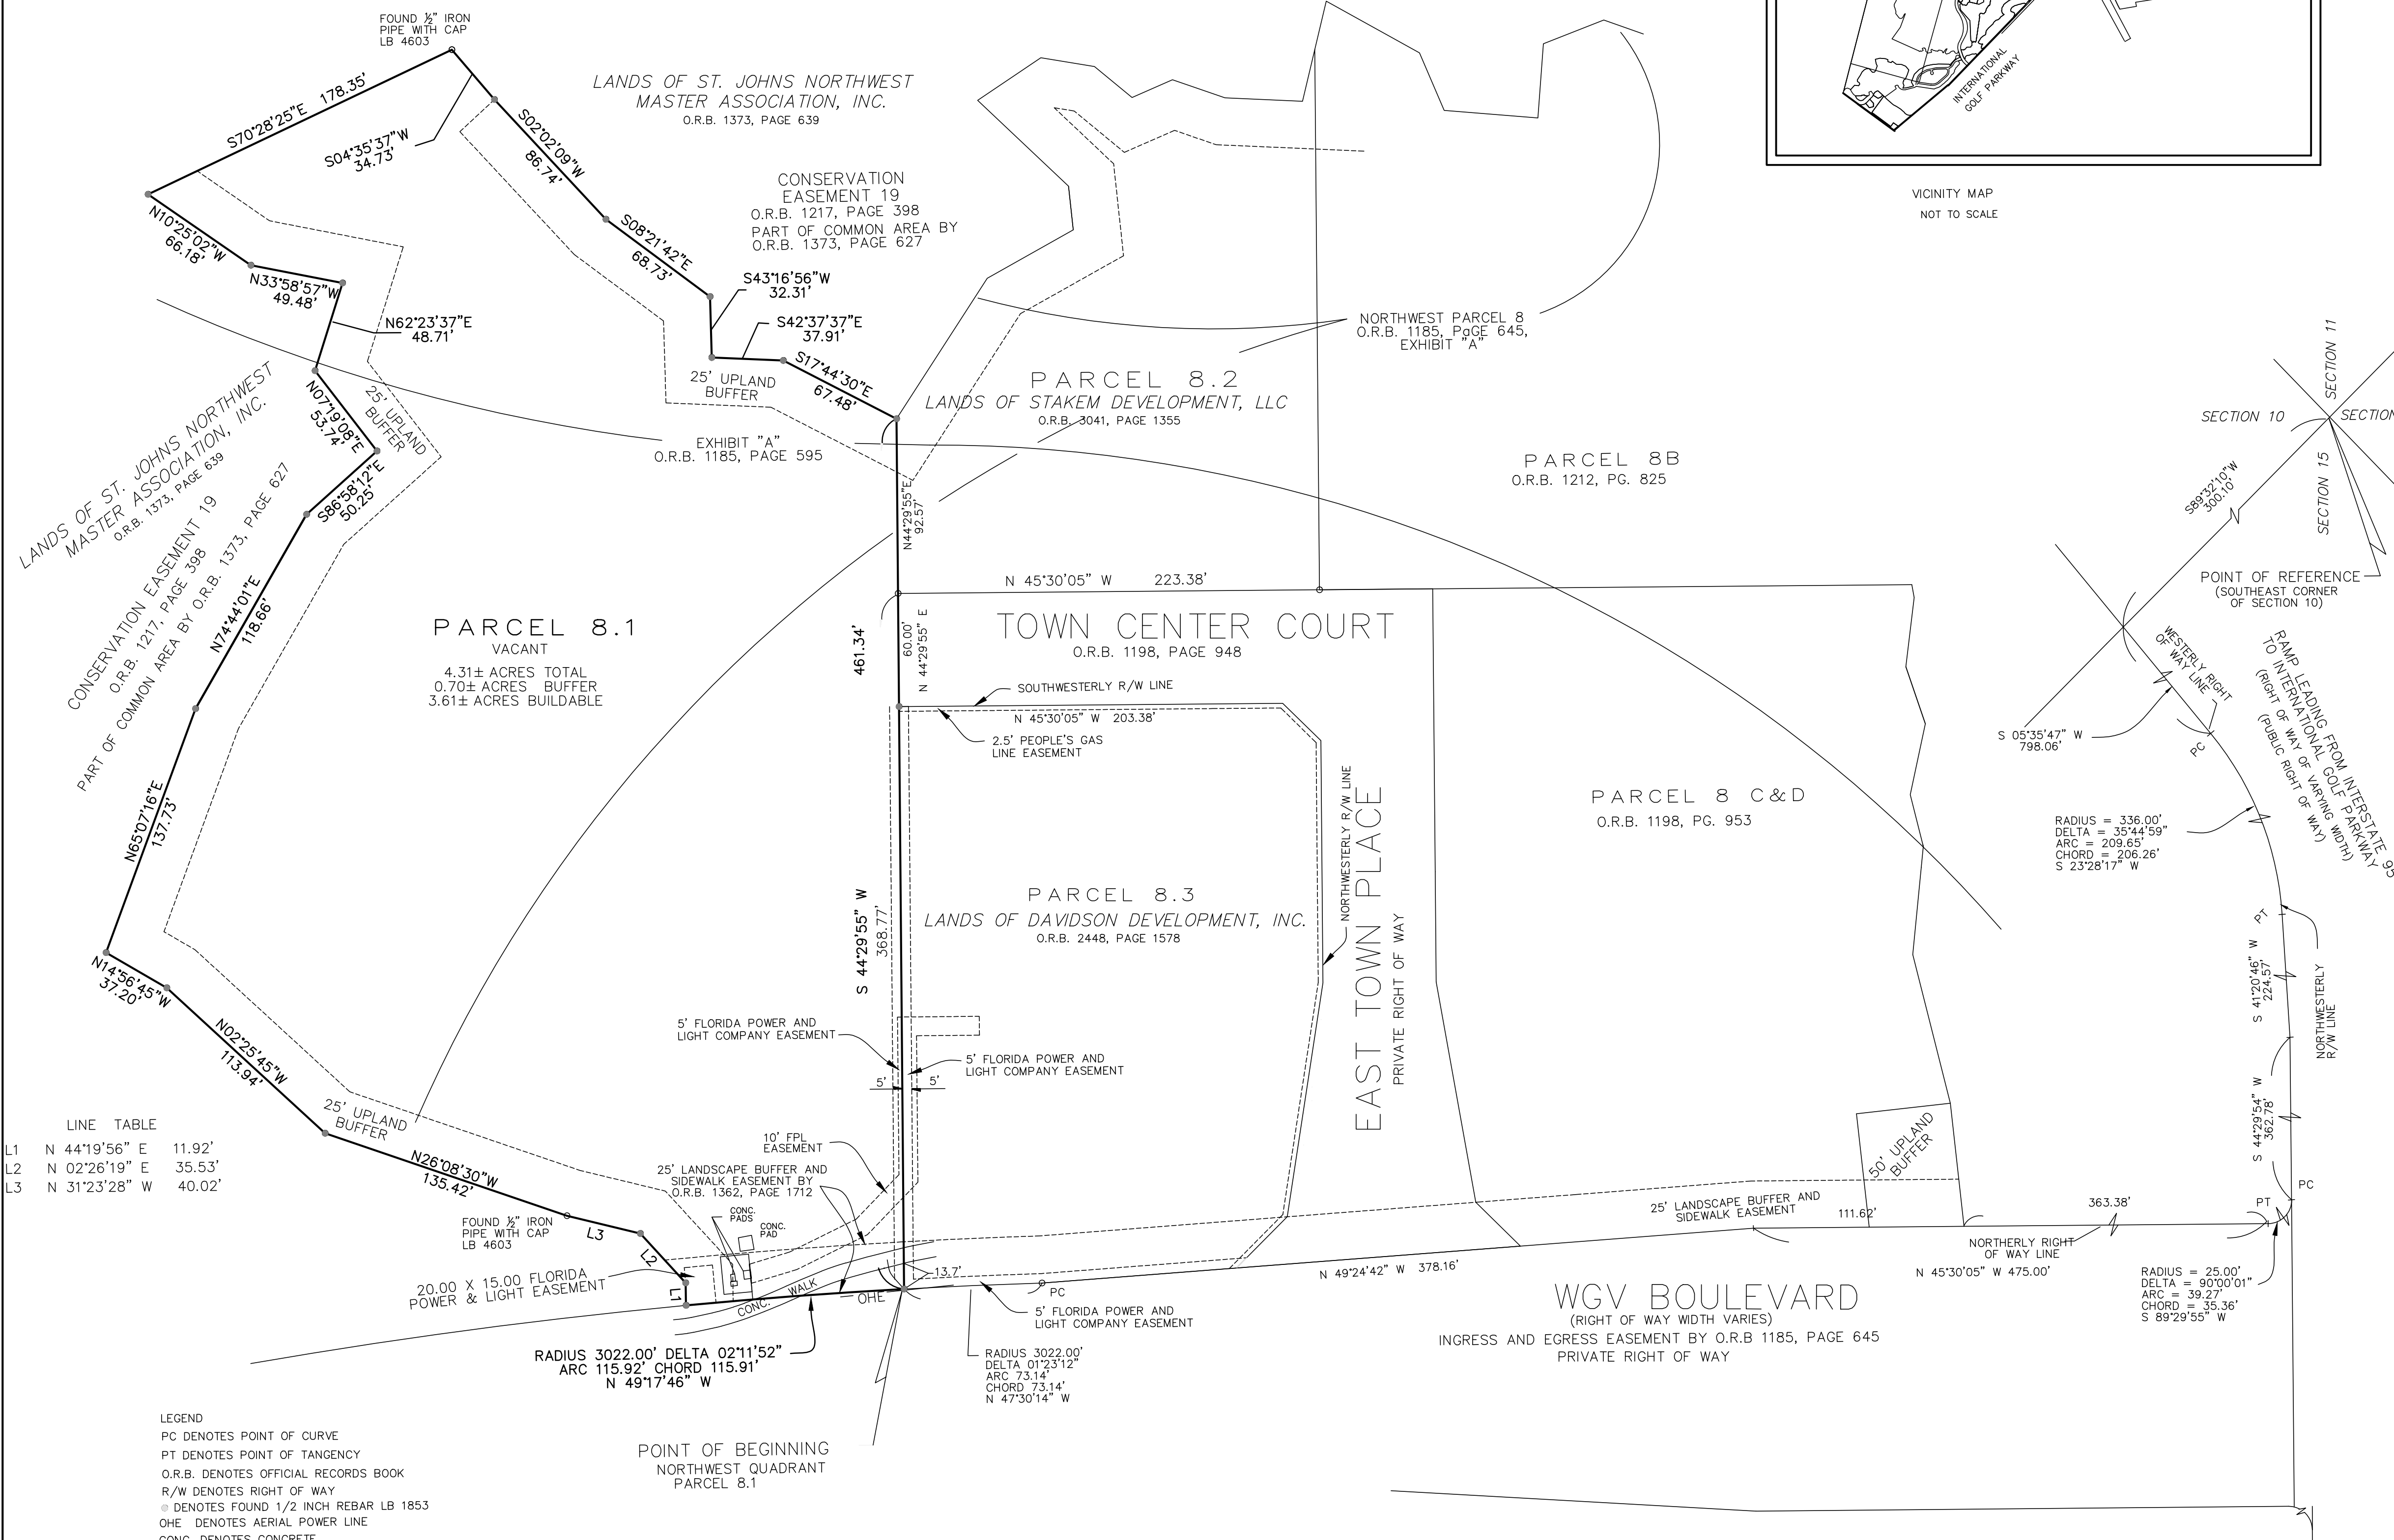 FOUND ½" IRON
PIPE WITH CAP
LB 4603
S70°28'25"E 178.35'
S04°35'37"W
34.73'
LANDS OF ST. JOHNS NORTHWEST
MASTER ASSOCIATION, INC.
O.R.B. 1373, PAGE 639
S02°02'09"W
86.74'
CONSERVATION
EASEMENT 19
O.R.B. 1217, PAGE 398
PART OF COMMON AREA BY
O.R.B. 1373, PAGE 627
S08°21'42"E
68.73'
S43°16'56"W
32.31'
S42°37'37"E
37.91'
S17°44'30"E
67.48'
25' UPLAND
BUFFER
N10°25'02"W
66.18'
N33°58'57"W
49.48'
N62°23'37"E
48.71'
N07°19'08"E
53.74'
25' UPLAND
BUFFER
S86°58'12"E
50.25'
LANDS OF ST. JOHNS NORTHWEST
MASTER ASSOCIATION, INC.
O.R.B. 1373, PAGE 639
CONSERVATION EASEMENT 19
O.R.B. 1217, PAGE 398
PART OF COMMON AREA BY O.R.B. 1373, PAGE 627
N74°44'01"E
118.66'
N65°07'16"E
137.73'
N14°56'45"W
37.20'
N02°25'45"W
113.94'
25' UPLAND
BUFFER
N26°08'30"W
135.42'
EXHIBIT "A"
O.R.B. 1185, PAGE 595
PARCEL 8.1
VACANT
4.31± ACRES TOTAL
0.70± ACRES BUFFER
3.61± ACRES BUILDABLE
INTERNATIONAL
GOLF PARKWAY
VICINITY MAP
NOT TO SCALE
NORTHWEST PARCEL 8
O.R.B. 1185, PaGE 645,
EXHIBIT "A"
PARCEL 8.2
LANDS OF STAKEM DEVELOPMENT, LLC
O.R.B. 3041, PAGE 1355
PARCEL 8B
O.R.B. 1212, PG. 825
N44°29'55"E
92.57'
N 45°30'05" W 223.38'
TOWN CENTER COURT
O.R.B. 1198, PAGE 948
461.34'
60.00'
N 44°29'55" E
SOUTHWESTERLY R/W LINE
N 45°30'05" W 203.38'
2.5' PEOPLE'S GAS
LINE EASEMENT
S 44°29'55" W
368.77'
PARCEL 8.3
LANDS OF DAVIDSON DEVELOPMENT, INC.
O.R.B. 2448, PAGE 1578
NORTHWESTERLY R/W LINE
EAST TOWN PLACE
PRIVATE RIGHT OF WAY
PARCEL 8 C&D
O.R.B. 1198, PG. 953
SECTION 11
SECTION 10
SECTION
SECTION 15
S89°32'10"W
300.10'
POINT OF REFERENCE
(SOUTHEAST CORNER
OF SECTION 10)
WESTERLY RIGHT
OF WAY LINE
S 05°35'47" W
798.06'
PC
RAMP LEADING FROM INTERSTATE 95
TO INTERNATIONAL GOLF PARKWAY
(RIGHT OF WAY OF VARYING WIDTH)
(PUBLIC RIGHT OF WAY)
RADIUS = 336.00'
DELTA = 35°44'59"
ARC = 209.65'
CHORD = 206.26'
S 23°28'17" W
PT
S 41°20'46" W
224.57'
NORTHWESTERLY
R/W LINE
S 44°29'54" W
362.78'
PC
PT
363.38'
NORTHERLY RIGHT
OF WAY LINE
N 45°30'05" W 475.00'
RADIUS = 25.00'
DELTA = 90°00'01"
ARC = 39.27'
CHORD = 35.36'
S 89°29'55" W
50' UPLAND
BUFFER
25' LANDSCAPE BUFFER AND
SIDEWALK EASEMENT
111.62'
N 49°24'42" W 378.16'
WGV BOULEVARD
(RIGHT OF WAY WIDTH VARIES)
INGRESS AND EGRESS EASEMENT BY O.R.B 1185, PAGE 645
PRIVATE RIGHT OF WAY
5' FLORIDA POWER AND
LIGHT COMPANY EASEMENT
5' FLORIDA POWER AND
LIGHT COMPANY EASEMENT
5' 5'
10' FPL
EASEMENT
25' LANDSCAPE BUFFER AND
SIDEWALK EASEMENT BY
O.R.B. 1362, PAGE 1712
CONC.
PADS
CONC.
PAD
FOUND ½" IRON
PIPE WITH CAP
LB 4603
L3
L2
L1
20.00 X 15.00 FLORIDA
POWER & LIGHT EASEMENT
CONC. WALK
OHE
13.7'
PC
5' FLORIDA POWER AND
LIGHT COMPANY EASEMENT
RADIUS 3022.00' DELTA 02°11'52"
ARC 115.92' CHORD 115.91'
N 49°17'46" W
RADIUS 3022.00'
DELTA 01°23'12"
ARC 73.14'
CHORD 73.14'
N 47°30'14" W
POINT OF BEGINNING
NORTHWEST QUADRANT
PARCEL 8.1
LINE TABLE
L1 N 44°19'56" E 11.92'
L2 N 02°26'19" E 35.53'
L3 N 31°23'28" W 40.02'
LEGEND
PC DENOTES POINT OF CURVE
PT DENOTES POINT OF TANGENCY
O.R.B. DENOTES OFFICIAL RECORDS BOOK
R/W DENOTES RIGHT OF WAY
DENOTES FOUND 1/2 INCH REBAR LB 1853
OHE DENOTES AERIAL POWER LINE
CONC. DENOTES CONCRETE